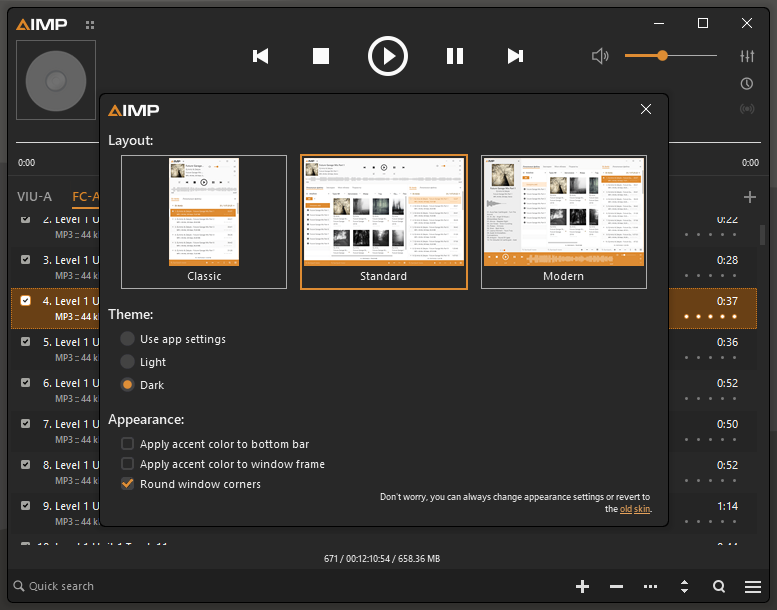 AIMP
0:00
0:00
VIU-A
FC-A
2. Level 1 U
0:22
MP3 :: 44 k
3. Level 1 U
0:28
MP3 :: 44 k
4. Level 1 U
0:37
MP3 :: 44 k
5. Level 1 U
0:36
MP3 :: 44 k
6. Level 1 U
0:52
MP3 :: 44 k
7. Level 1 U
0:50
MP3 :: 44 k
8. Level 1 U
0:52
MP3 :: 44 k
9. Level 1 U
1:14
MP3 :: 44 k
AIMP
Layout:
Classic
Standard
Modern
Theme:
Use app settings
Light
Dark
Appearance:
Apply accent color to bottom bar
Apply accent color to window frame
Round window corners
Don't worry, you can always change appearance settings or revert to
the old skin.
671 / 00:12:10:54 / 658.36 MB
Quick search